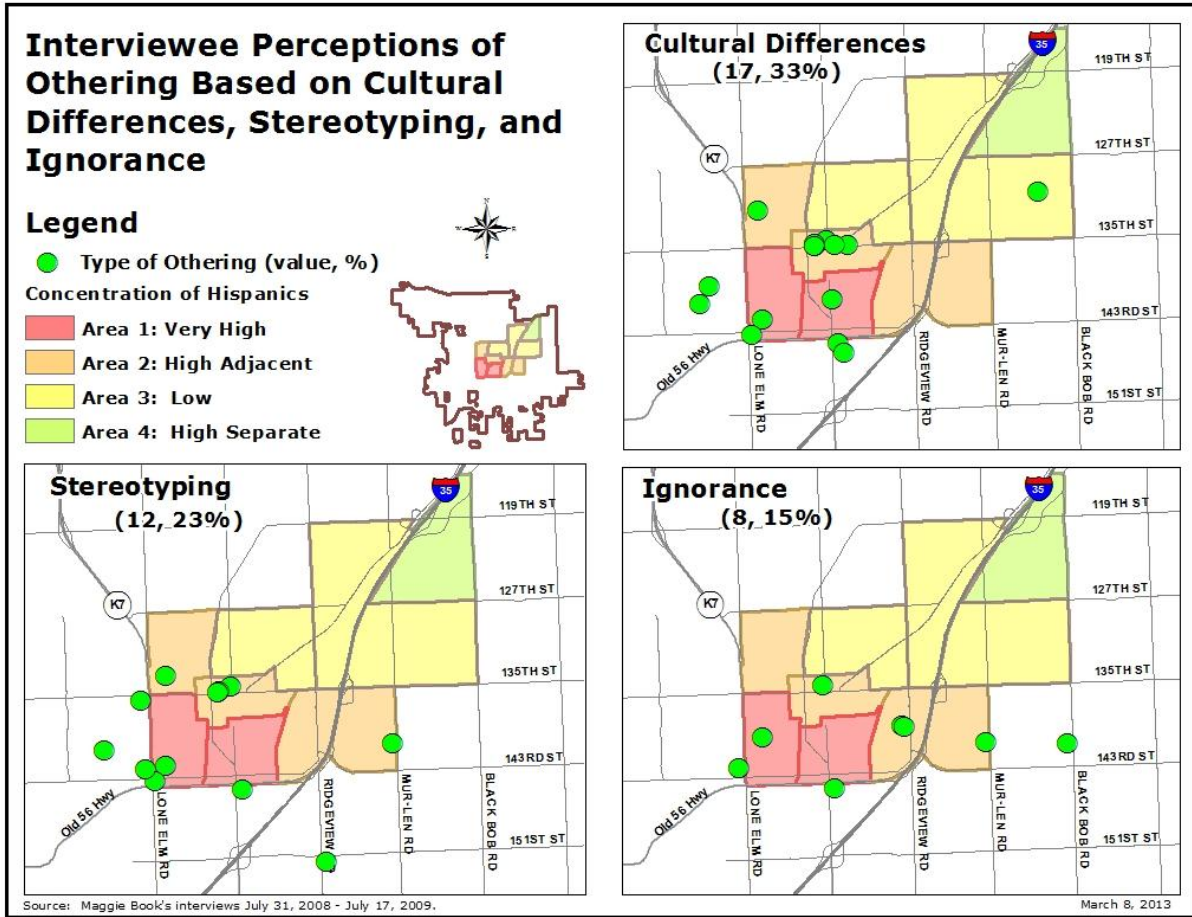 Interviewee Perceptions of
Othering Based on Cultural
Differences, Stereotyping, and
Ignorance
Legend
Type of Othering (value, %)
Concentration of Hispanics
Area 1: Very High
Area 2: High Adjacent
Area 3: Low
Area 4: High Separate
N
W
E
S
Cultural Differences
(17, 33%)
35
119TH ST
K7
127TH ST
135TH ST
143RD ST
Old 56 Hwy
LONE ELM RD
RIDGEVIEW RD
MUR-LEN RD
BLACK BOB RD
151ST ST
Stereotyping
(12, 23%)
35
119TH ST
K7
127TH ST
135TH ST
143RD ST
Old 56 Hwy
LONE ELM RD
RIDGEVIEW
MUR-LEN RD
BLACK BOB RD
151ST ST
Ignorance
(8, 15%)
35
119TH ST
K7
127TH ST
135TH ST
143RD ST
Old 56 Hwy
LONE ELM RD
RIDGEVIEW RD
MUR-LEN RD
BLACK BOB RD
151ST ST
Source: Maggie Book's interviews July 31, 2008 - July 17, 2009.
March 8, 2013